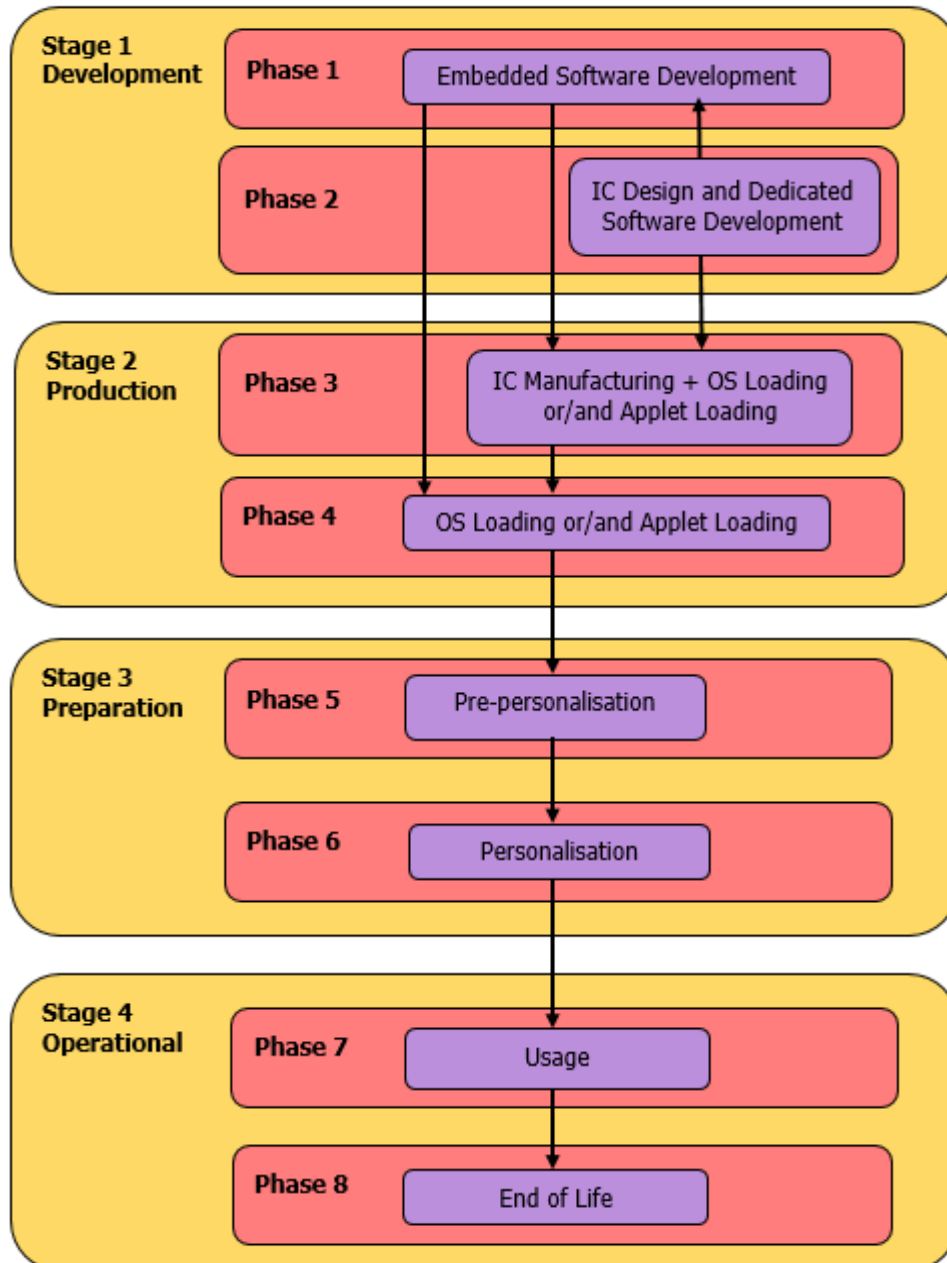 Stage 1
Development
Phase 1
Embedded Software Development
Phase 2
IC Design and Dedicated
Software Development
Stage 2
Production
Phase 3
IC Manufacturing + OS Loading
or/and Applet Loading
Phase 4
OS Loading or/and Applet Loading
Stage 3
Preparation
Phase 5
Pre-personalisation
Phase 6
Personalisation
Stage 4
Operational
Phase 7
Usage
Phase 8
End of Life